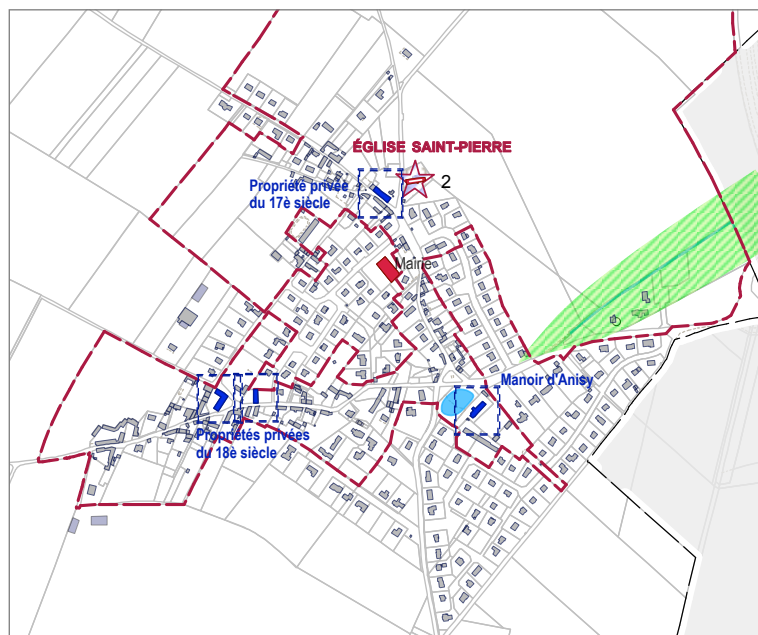 ÉGLISE SAINT-PIERRE
2
Propriété privée
du 17è siècle
Mairie
Manoir d'Anisy
Propriétés privées
du 18è siècle